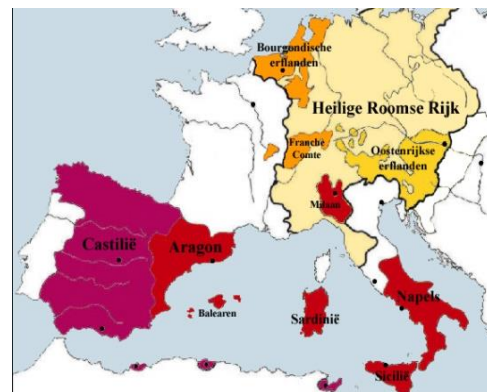 Bourgondische
erflanden
Heilige Roomse Rijk
Franche
Comte
Oostenrijkse
erflanden
Milaan
Castilië
Aragon
Napels
Balearen
Sardinië
Sicilië